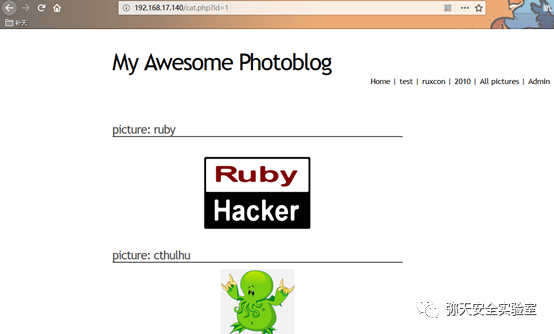 192.168.17.140/cat.php?id=1
补天
My Awesome Photoblog
Home | test | ruxcon | 2010 | All pictures | Admin
picture: ruby
Ruby
Hacker
picture: cthulhu
弥天安全实验室